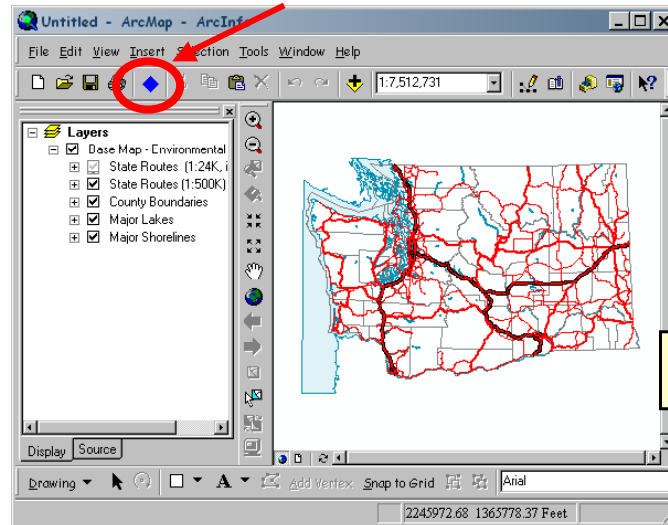 Untitled - ArcMap - ArcInf
File Edit View Insert Selection Tools Window Help
1:7,512,731
Layers
Base Map - Environmental
State Routes (1:24K, i
State Routes (1:500K)
County Boundaries
Major Lakes
Major Shorelines
Display Source
Drawing A Add Vertex Snap to Grid Arial
2245972.68 1365778.37 Feet